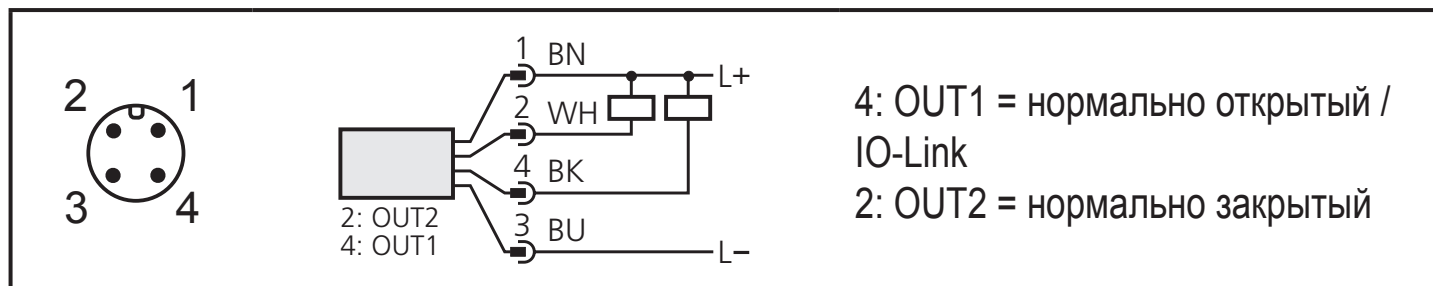 2 1
3 4
1 BN
L+
2 WH
4 BK
3 BU
L−
2: OUT2
4: OUT1
4: OUT1 = нормально открытый /
IO-Link
2: OUT2 = нормально закрытый